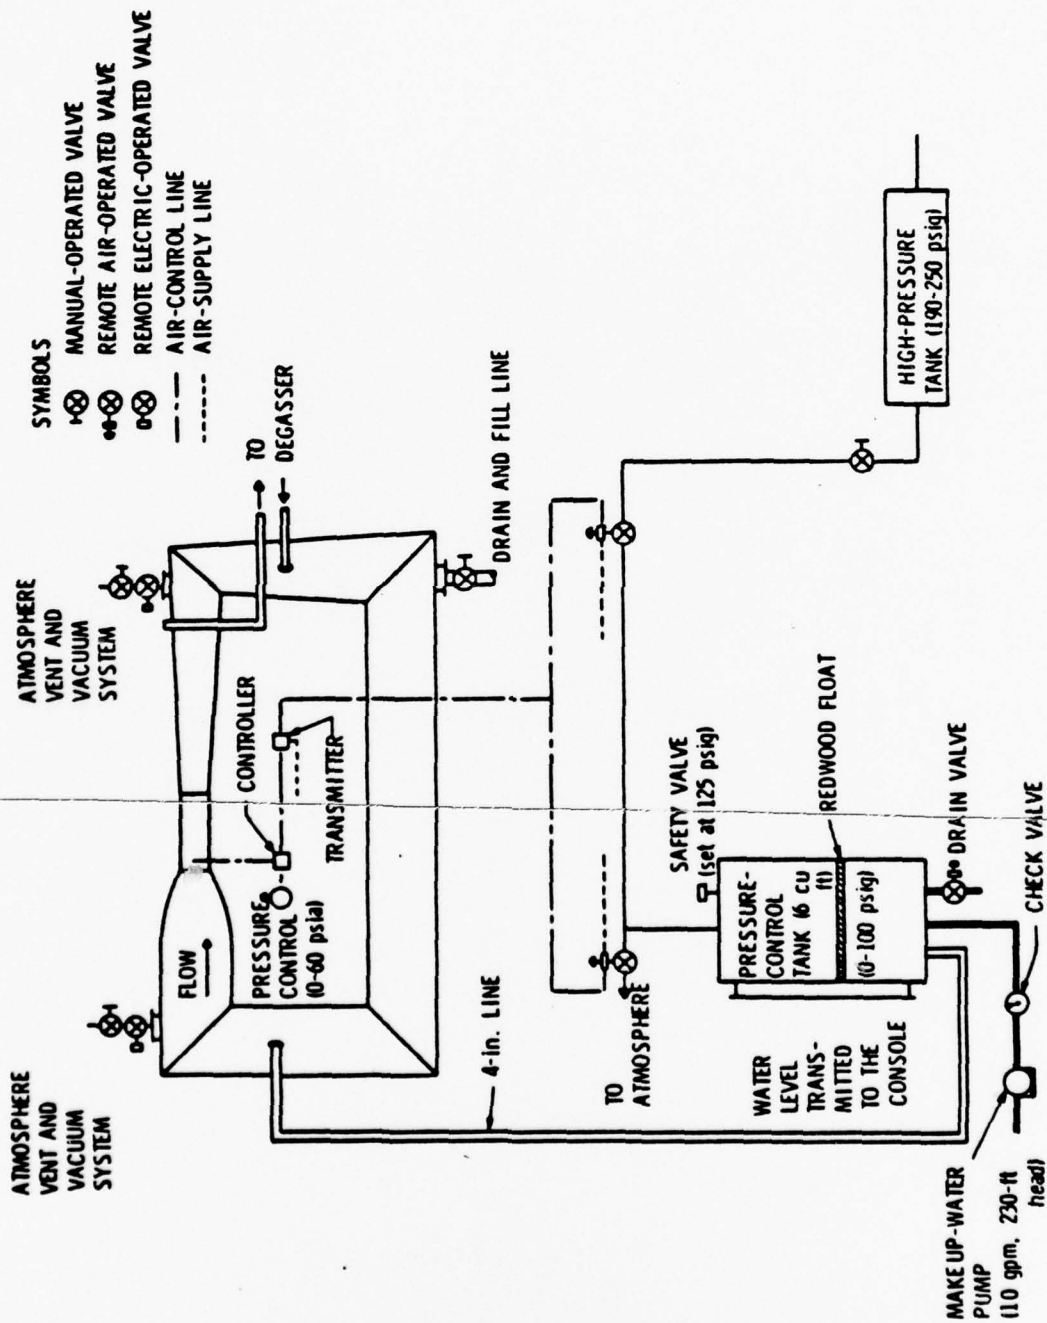 SYMBOLS
MANUAL-OPERATED VALVE
REMOTE AIR-OPERATED VALVE
REMOTE ELECTRIC-OPERATED VALVE
AIR-CONTROL LINE
AIR-SUPPLY LINE
ATMOSPHERE
VENT AND
VACUUM
SYSTEM
ATMOSPHERE
VENT AND
VACUUM
SYSTEM
TO
DEGASSER
FLOW
CONTROLLER
PRESSURE
CONTROL
(0-60 psia)
TRANSMITTER
DRAIN AND FILL LINE
4-in. LINE
TO
ATMOSPHERE
SAFETY VALVE
(set at 125 psig)
HIGH-PRESSURE
TANK (190-250 psig)
WATER
LEVEL
TRANS-
MITTED
TO THE
CONSOLE
PRESSURE-
CONTROL
TANK (6 cu
ft)
(0-100 psig)
REDWOOD FLOAT
DRAIN VALVE
CHECK VALVE
MAKEUP-WATER
PUMP
(10 gpm, 230-ft
head)